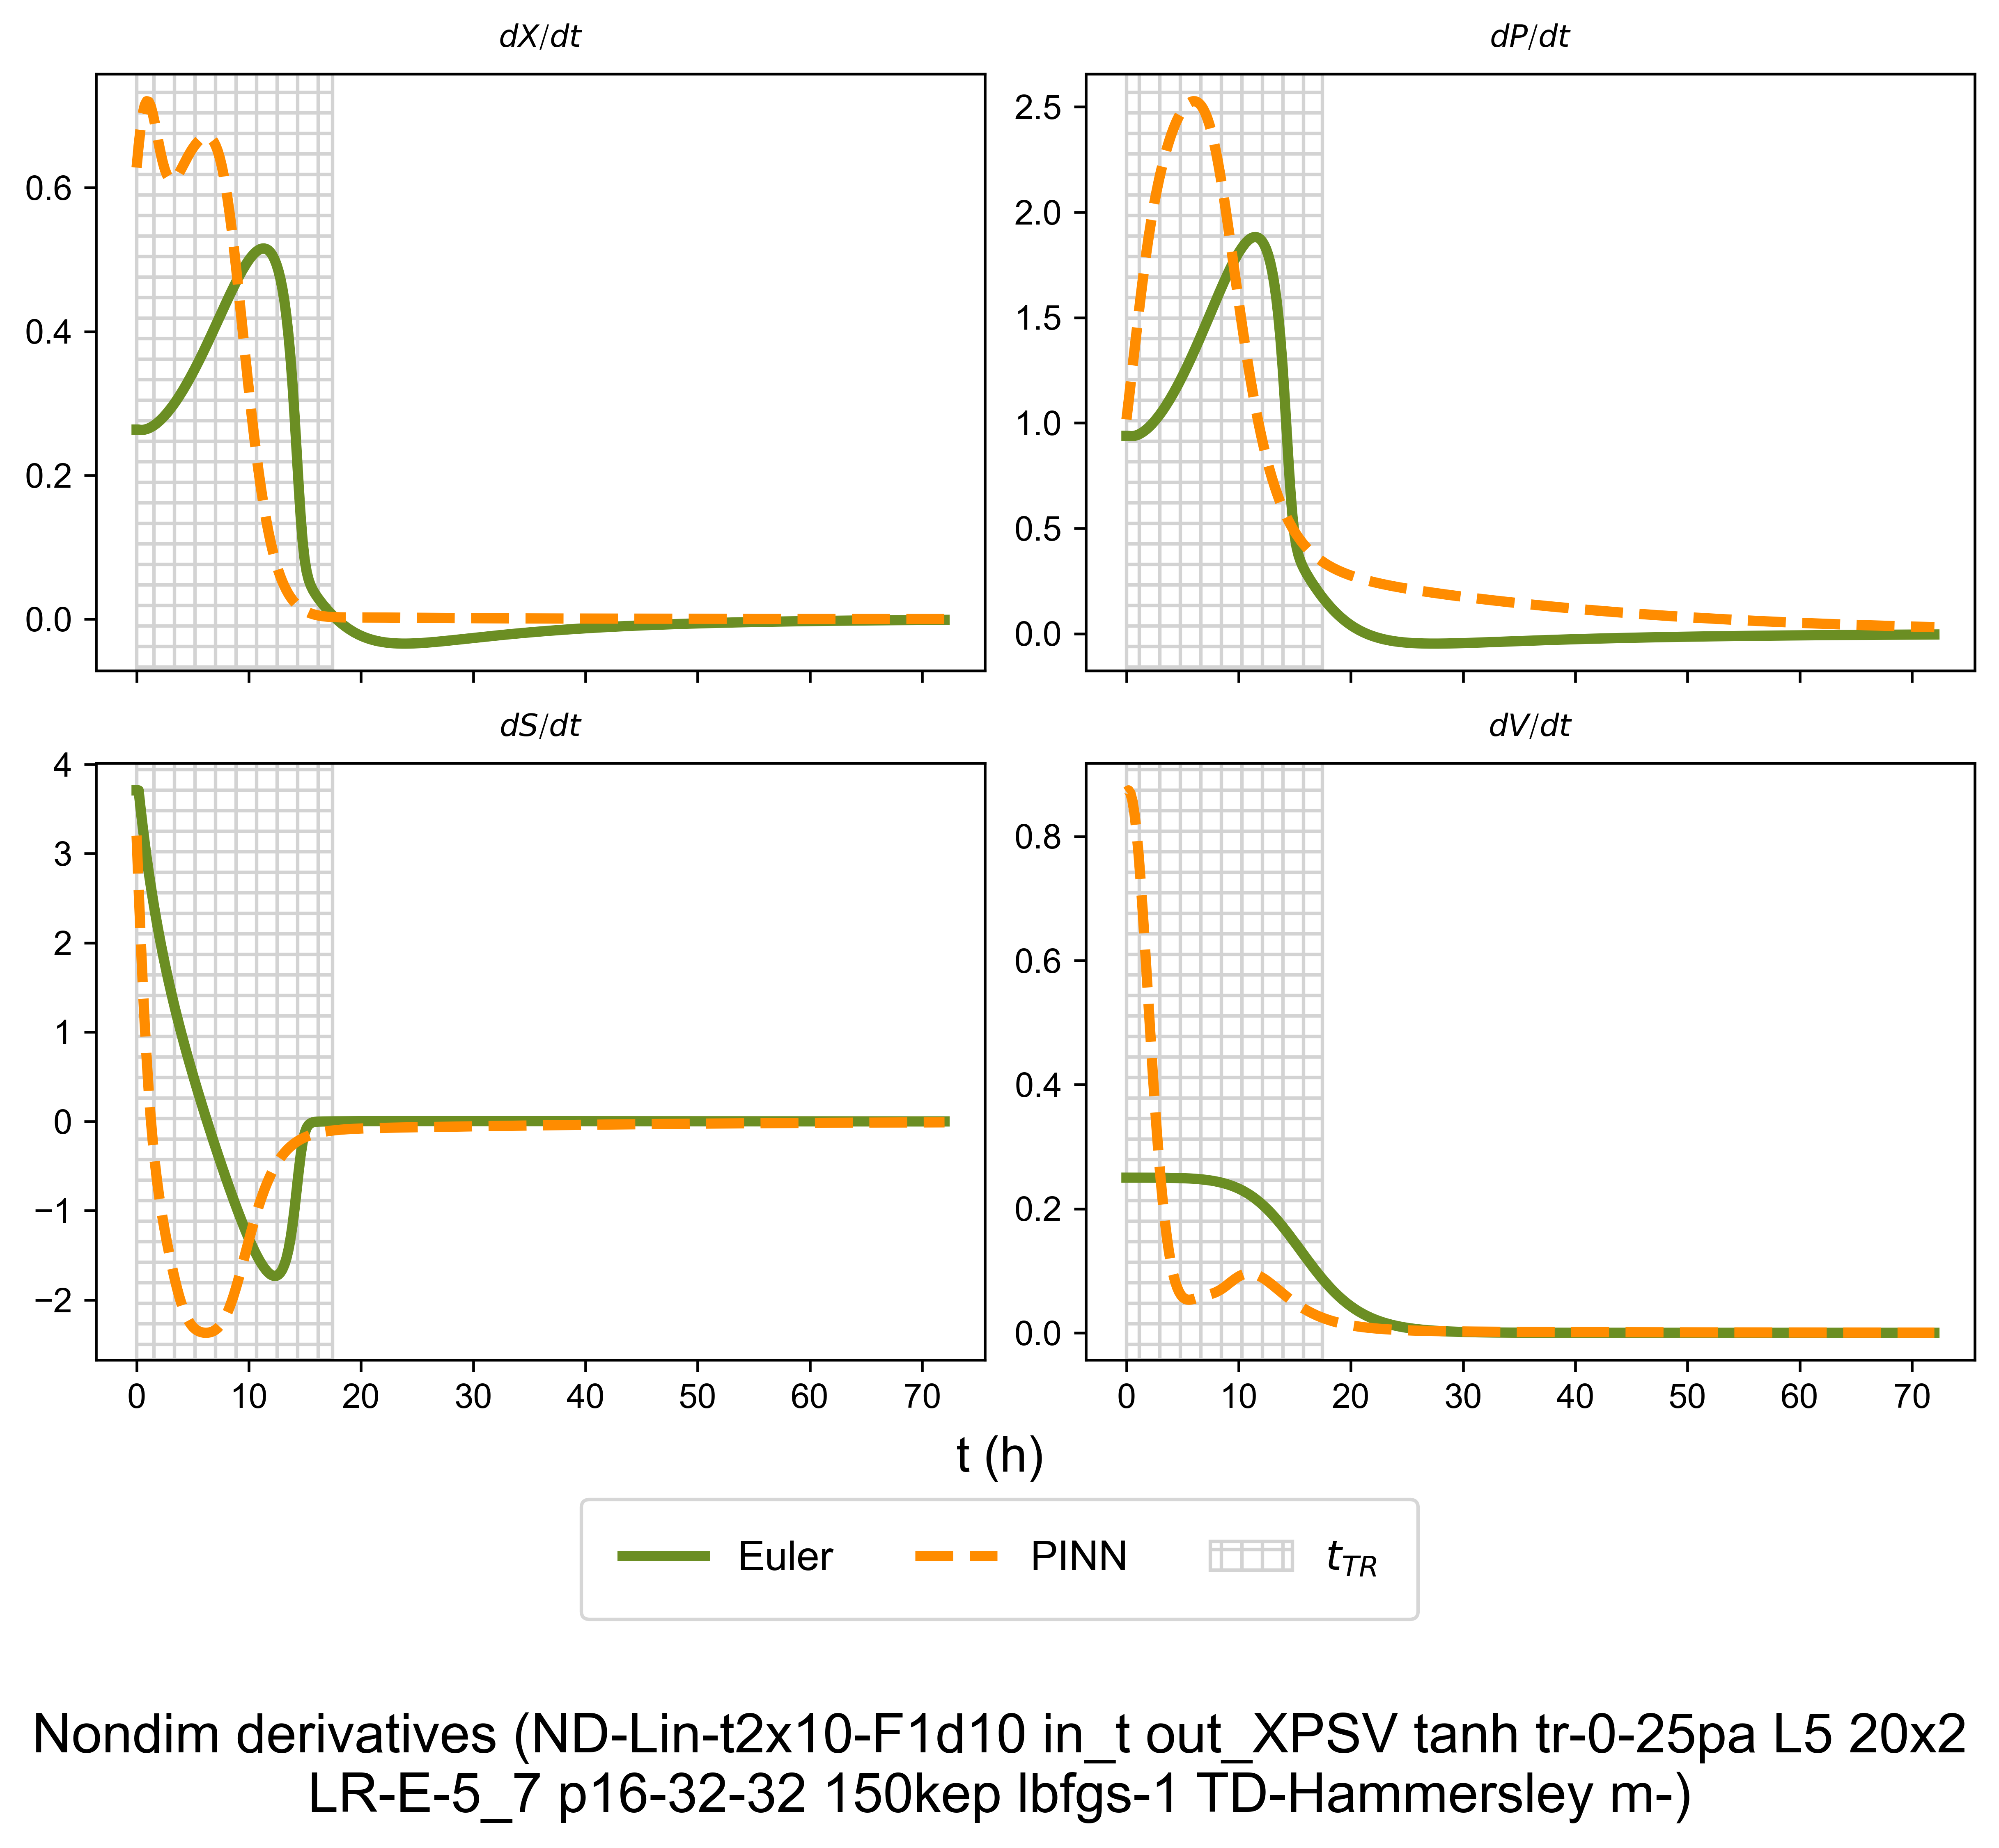 dX/dt
dP/dt
0.6
0.4
0.2
0.0
2.5
2.0
1.5
1.0
0.5
0.0
dS/dt
dV/dt
4
3
2
1
0
−1
−2
0.8
0.6
0.4
0.2
0.0
0 10 20 30 40 50 60 70
0 10 20 30 40 50 60 70
t (h)
Euler PINN t_TR
Nondim derivatives (ND-Lin-t2x10-F1d10 in_t out_XPSV tanh tr-0-25pa L5 20x2
LR-E-5_7 p16-32-32 150kep lbfgs-1 TD-Hammersley m-)